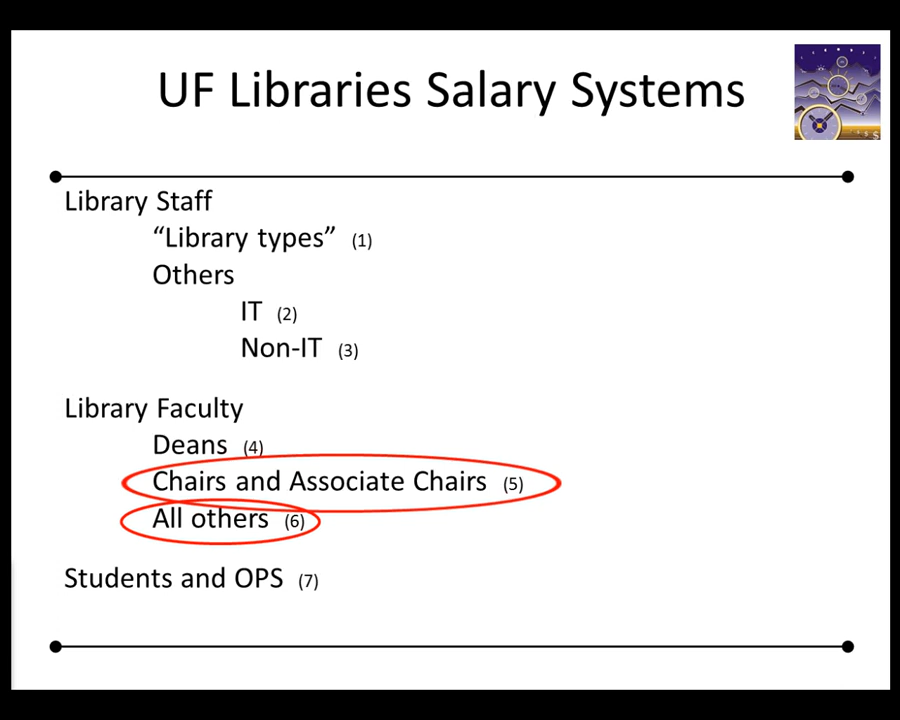 UF Libraries Salary Systems
Library Staff
“Library types” (1)
Others
IT (2)
Non-IT (3)
Library Faculty
Deans (4)
Chairs and Associate Chairs (5)
All others (6)
Students and OPS (7)